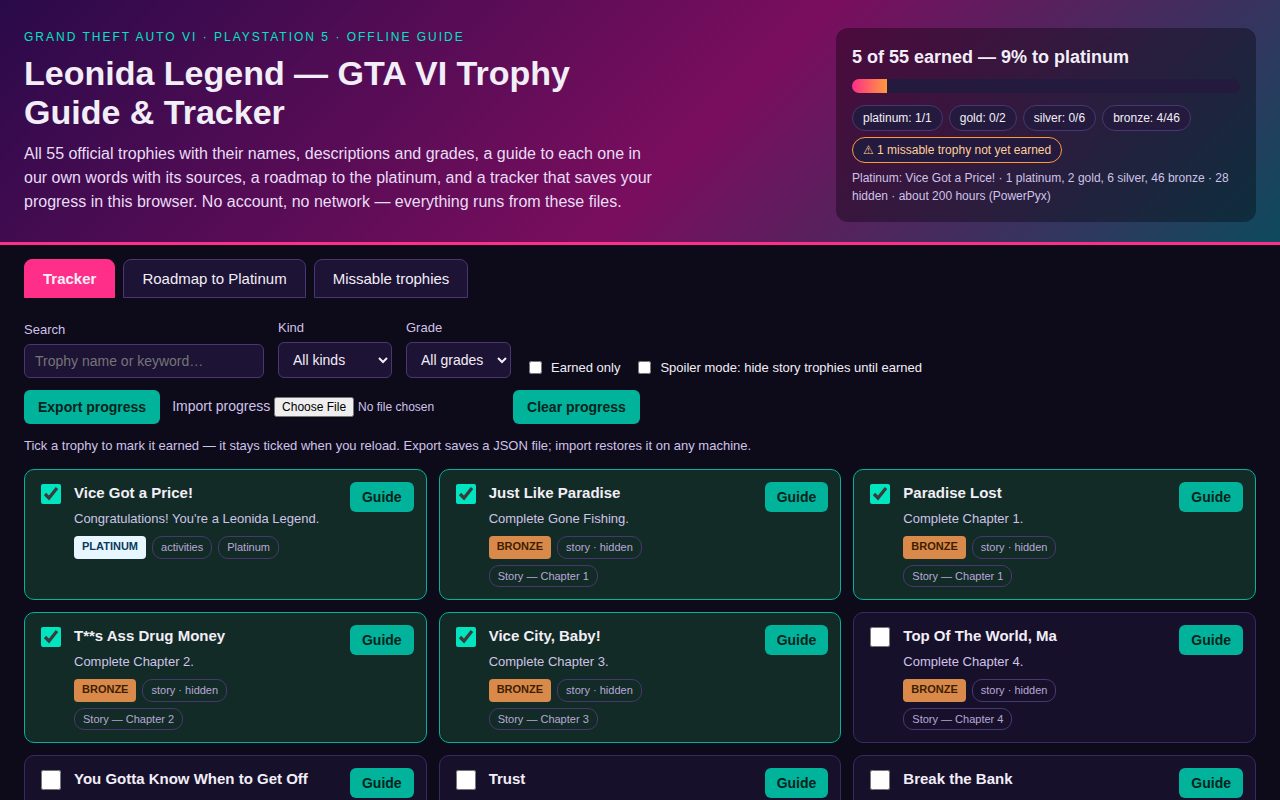 GRAND THEFT AUTO VI · PLAYSTATION 5 · OFFLINE GUIDE
Leonida Legend — GTA VI Trophy
Guide & Tracker
All 55 official trophies with their names, descriptions and grades, a guide to each one in
our own words with its sources, a roadmap to the platinum, and a tracker that saves your
progress in this browser. No account, no network — everything runs from these files.
5 of 55 earned — 9% to platinum
platinum: 1/1
gold: 0/2
silver: 0/6
bronze: 4/46
⚠ 1 missable trophy not yet earned
Platinum: Vice Got a Price! · 1 platinum, 2 gold, 6 silver, 46 bronze · 28
hidden · about 200 hours (PowerPyx)
Tracker
Roadmap to Platinum
Missable trophies
Search
Trophy name or keyword…
Kind
All kinds
Grade
All grades
Earned only
Spoiler mode: hide story trophies until earned
Export progress
Import progress
Choose File
No file chosen
Clear progress
Tick a trophy to mark it earned — it stays ticked when you reload. Export saves a JSON file; import restores it on any machine.
Vice Got a Price!
Guide
Congratulations! You're a Leonida Legend.
PLATINUM
activities
Platinum
Just Like Paradise
Guide
Complete Gone Fishing.
BRONZE
story · hidden
Story — Chapter 1
Paradise Lost
Guide
Complete Chapter 1.
BRONZE
story · hidden
Story — Chapter 1
T**s Ass Drug Money
Guide
Complete Chapter 2.
BRONZE
story · hidden
Story — Chapter 2
Vice City, Baby!
Guide
Complete Chapter 3.
BRONZE
story · hidden
Story — Chapter 3
Top Of The World, Ma
Guide
Complete Chapter 4.
BRONZE
story · hidden
Story — Chapter 4
You Gotta Know When to Get Off
Guide
Trust
Guide
Break the Bank
Guide